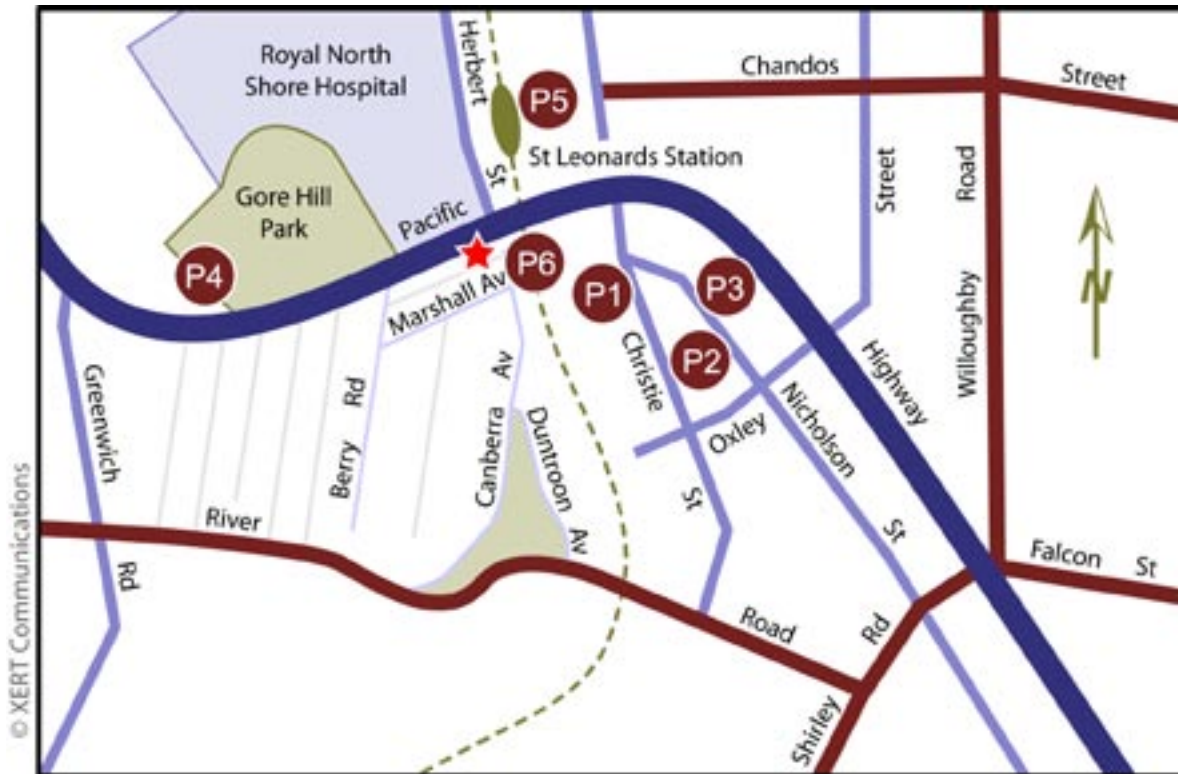 Royal North
Shore Hospital
Herbert
St
P5
Chandos
Street
St Leonards Station
Gore Hill
Park
Pacific
Street
Road
Willoughby
P4
P6
P1
P3
P2
N
Marshall Av
Christie
St
Highway
Greenwich
Rd
Berry Rd
Canberra Av
Duntroon Av
Oxley
Nicholson
St
River
Road
Falcon St
Shirley Rd
© XERT Communications